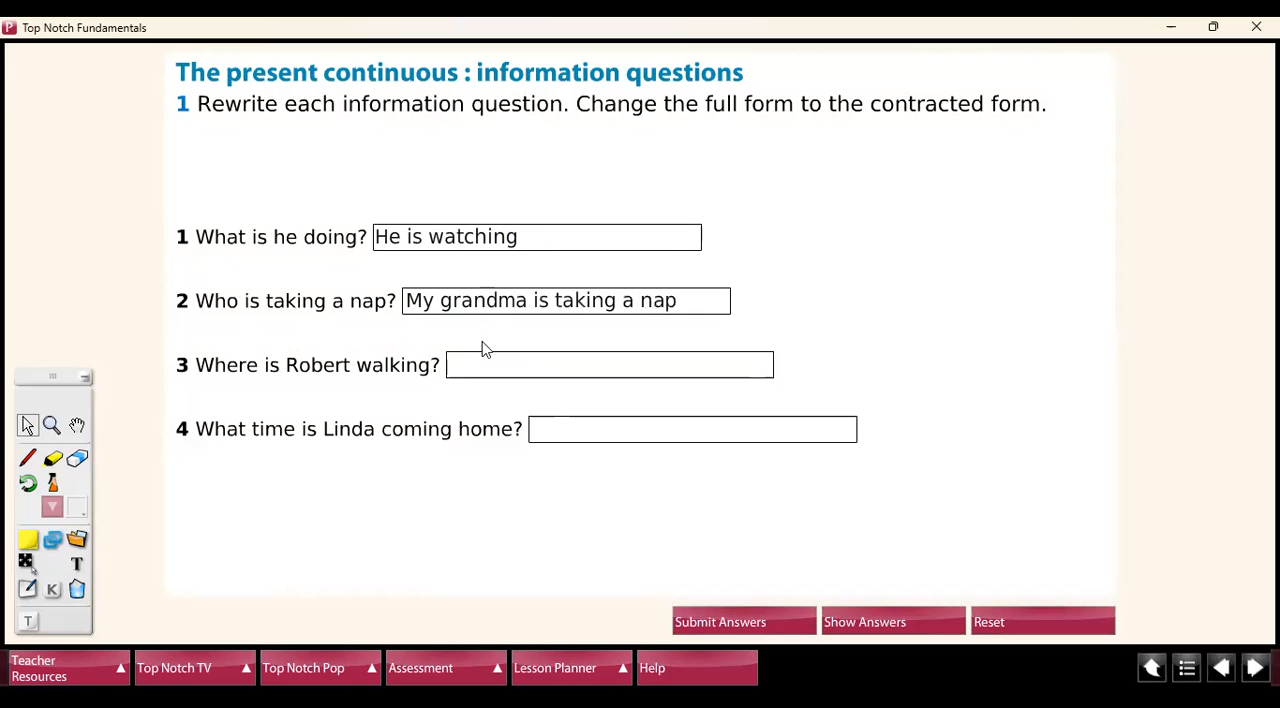 Top Notch Fundamentals
The present continuous : information questions
1 Rewrite each information question. Change the full form to the contracted form.
1 What is he doing? He is watching
2 Who is taking a nap? My grandma is taking a nap
3 Where is Robert walking?
4 What time is Linda coming home?
T
K
T
Submit Answers Show Answers Reset
Teacher Resources Top Notch TV Top Notch Pop Assessment Lesson Planner Help